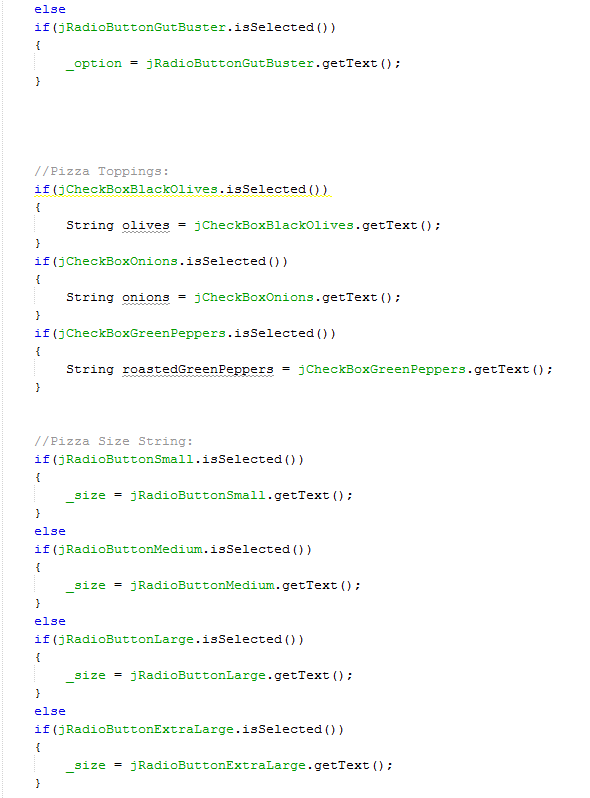 else
if(jRadioButtonGutBuster.isSelected())
{
    _option = jRadioButtonGutBuster.getText();
}
//Pizza Toppings:
if(jCheckBoxBlackOlives.isSelected())
{
    String olives = jCheckBoxBlackOlives.getText();
}
if(jCheckBoxOnions.isSelected())
{
    String onions = jCheckBoxOnions.getText();
}
if(jCheckBoxGreenPeppers.isSelected())
{
    String roastedGreenPeppers = jCheckBoxGreenPeppers.getText();
}
//Pizza Size String:
if(jRadioButtonSmall.isSelected())
{
    _size = jRadioButtonSmall.getText();
}
else
if(jRadioButtonMedium.isSelected())
{
    _size = jRadioButtonMedium.getText();
}
else
if(jRadioButtonLarge.isSelected())
{
    _size = jRadioButtonLarge.getText();
}
else
if(jRadioButtonExtraLarge.isSelected())
{
    _size = jRadioButtonExtraLarge.getText();
}